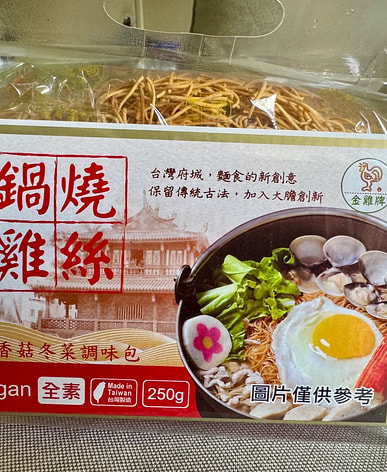 鍋燒
雞絲
台灣府城，麵食的新創意
保留傳統古法，加入大膽創新
金雞牌
香菇冬菜調味包
gan 全素 Made in Taiwan 台灣製造 250g
圖片僅供參考